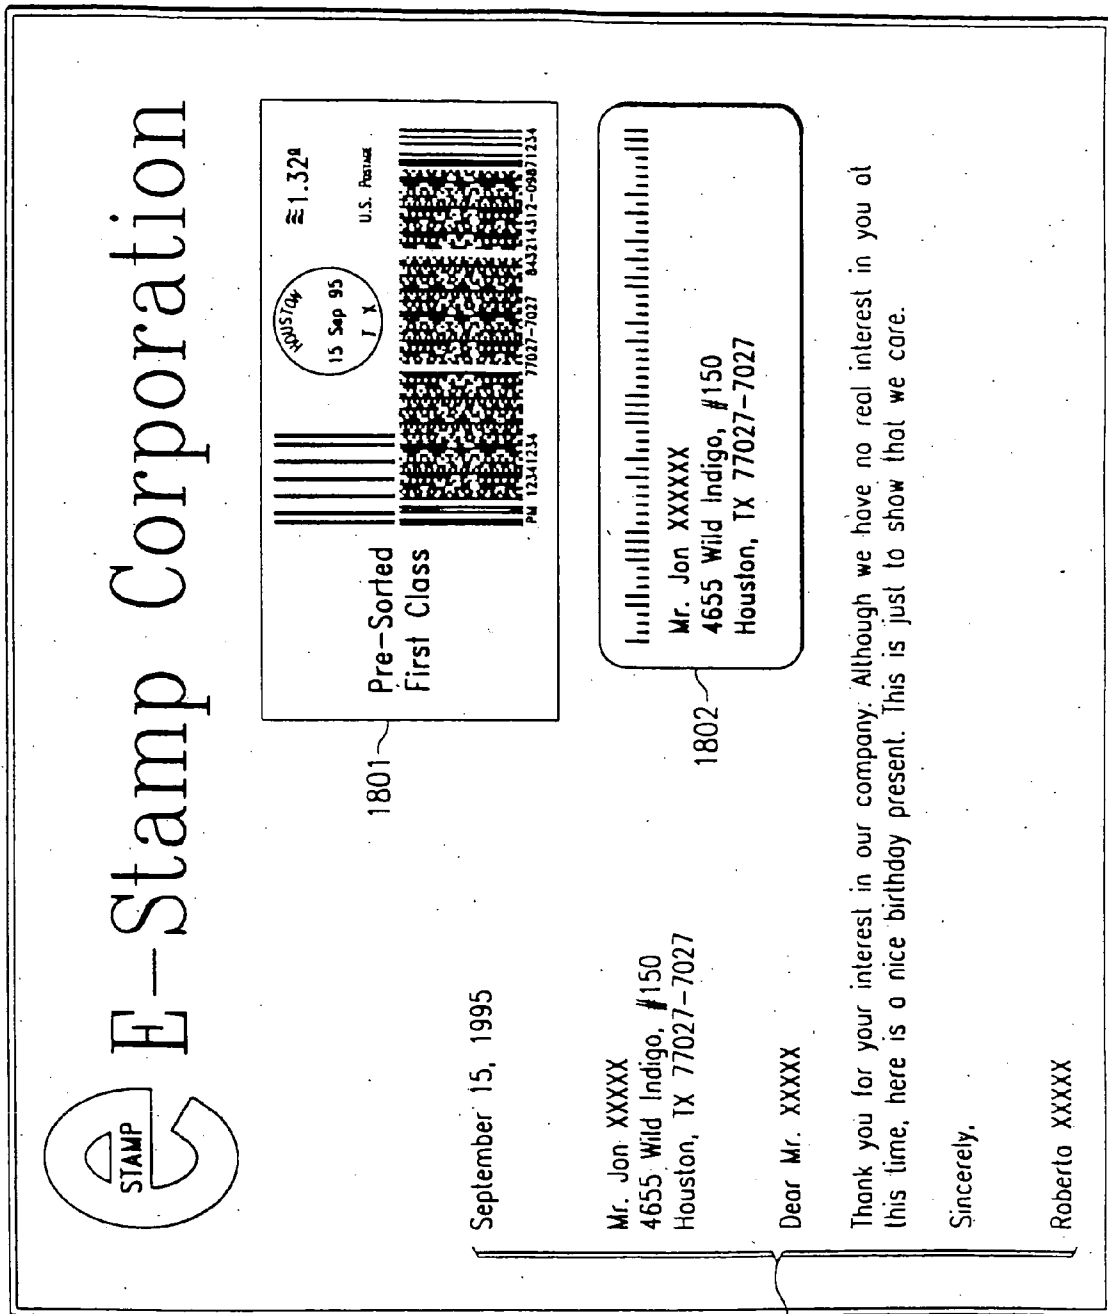 STAMP
E-Stamp Corporation
Pre-Sorted
First Class
HOUSTON
15 Sep 95
T X
1.32
U.S. POSTAGE
PM 12341234 77027-7027 843214312-09871234
1801
Mr. Jon XXXXXX
4655 Wild Indigo, #150
Houston, TX 77027-7027
1802
September 15, 1995
Mr. Jon XXXXX
4655 Wild Indigo, #150
Houston, TX 77027-7027
Dear Mr. XXXXX
Thank you for your interest in our company. Although we have no real interest in you at
this time, here is a nice birthday present. This is just to show that we care.
Sincerely,
Roberta XXXXX